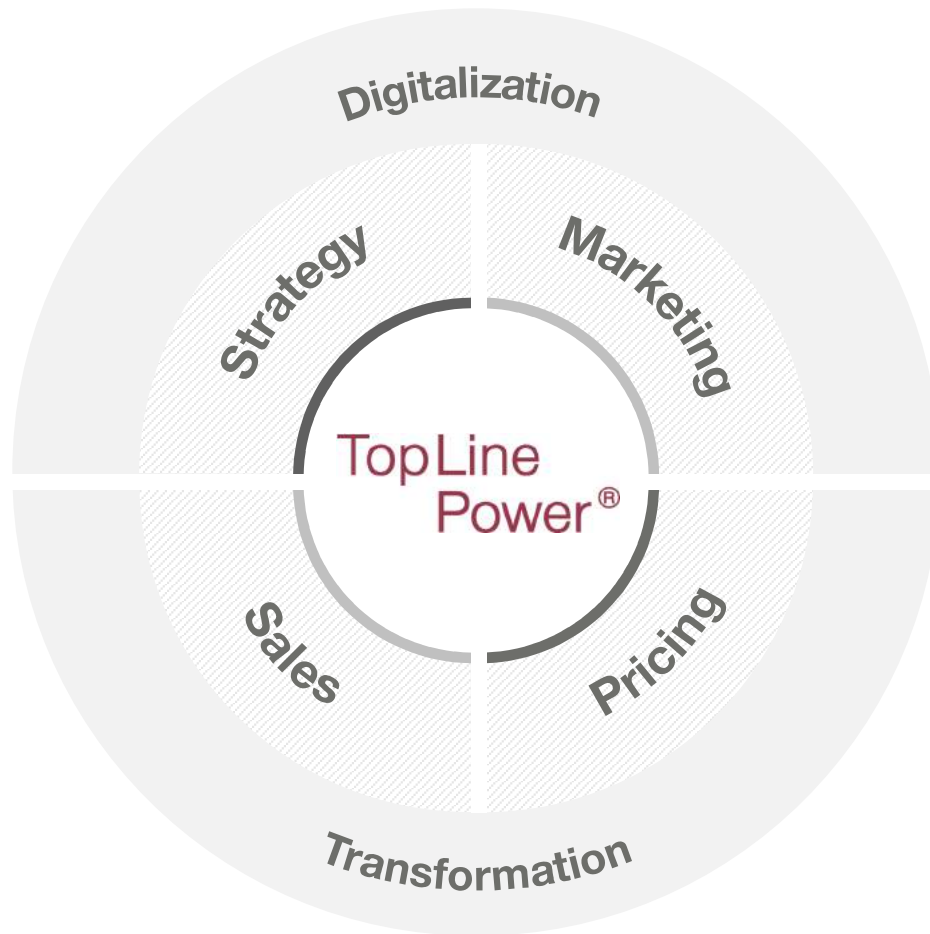 Digitalization
Strategy
Marketing
TopLine
Power®
Sales
Pricing
Transformation